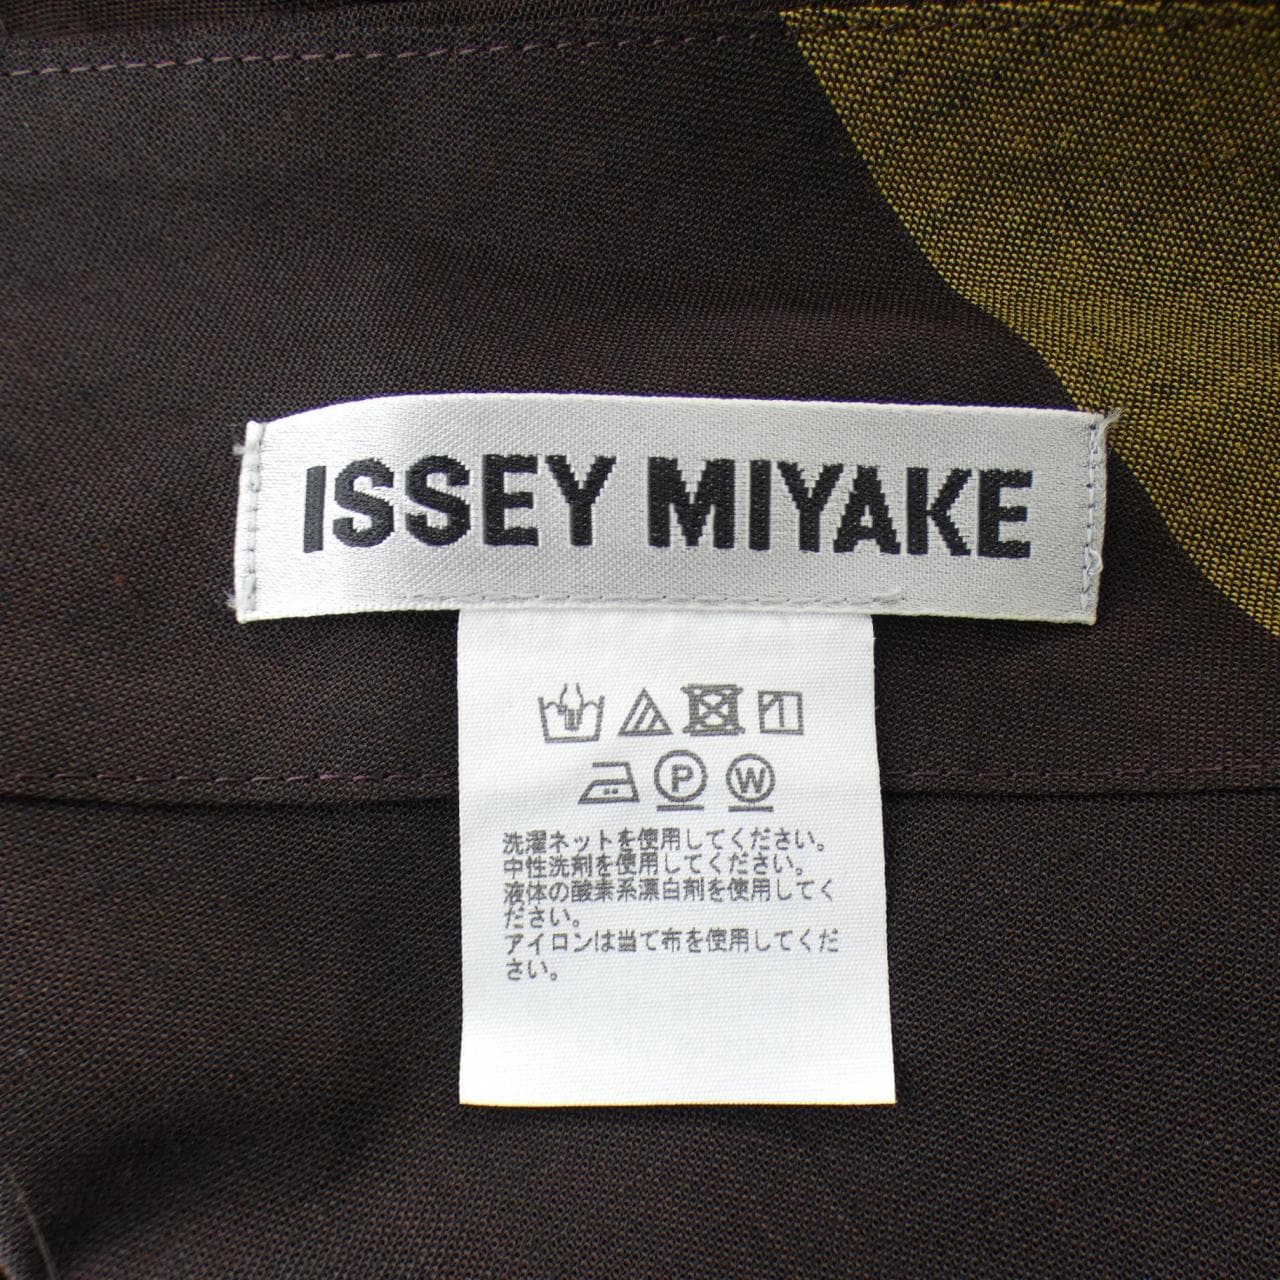 ISSEY MIYAKE
P W
洗濯ネットを使用してください。
中性洗剤を使用してください。
液体の酸素系漂白剤を使用してく
ださい。
アイロンは当て布を使用してくだ
さい。